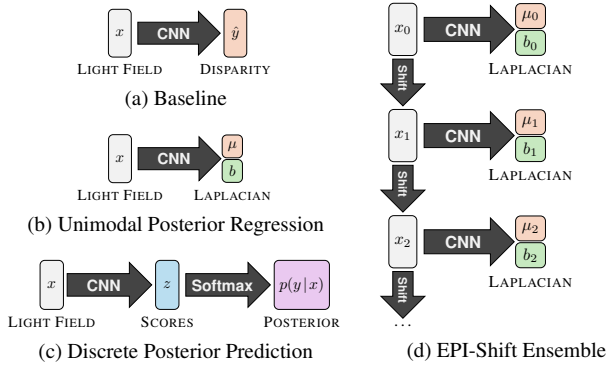 x CNN ŷ
LIGHT FIELD DISPARITY
(a) Baseline
x CNN μ
b
LIGHT FIELD LAPLACIAN
(b) Unimodal Posterior Regression
x CNN z Softmax p(y|x)
LIGHT FIELD SCORES POSTERIOR
(c) Discrete Posterior Prediction
x₀ CNN μ₀
b₀
LAPLACIAN
Shift
x₁ CNN μ₁
b₁
LAPLACIAN
Shift
x₂ CNN μ₂
b₂
LAPLACIAN
Shift
...
(d) EPI-Shift Ensemble